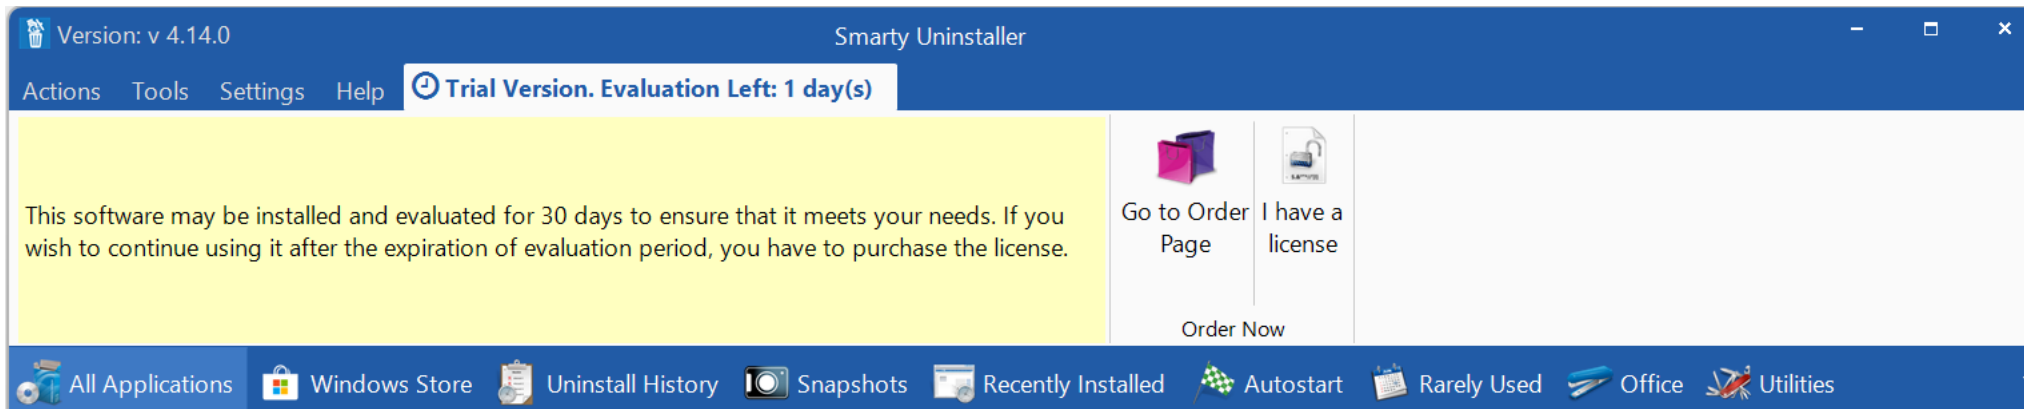 Version: v 4.14.0
Smarty Uninstaller
Actions Tools Settings Help Trial Version. Evaluation Left: 1 day(s)
This software may be installed and evaluated for 30 days to ensure that it meets your needs. If you
wish to continue using it after the expiration of evaluation period, you have to purchase the license.
Go to Order
Page
I have a
license
Order Now
All Applications Windows Store Uninstall History Snapshots Recently Installed Autostart Rarely Used Office Utilities